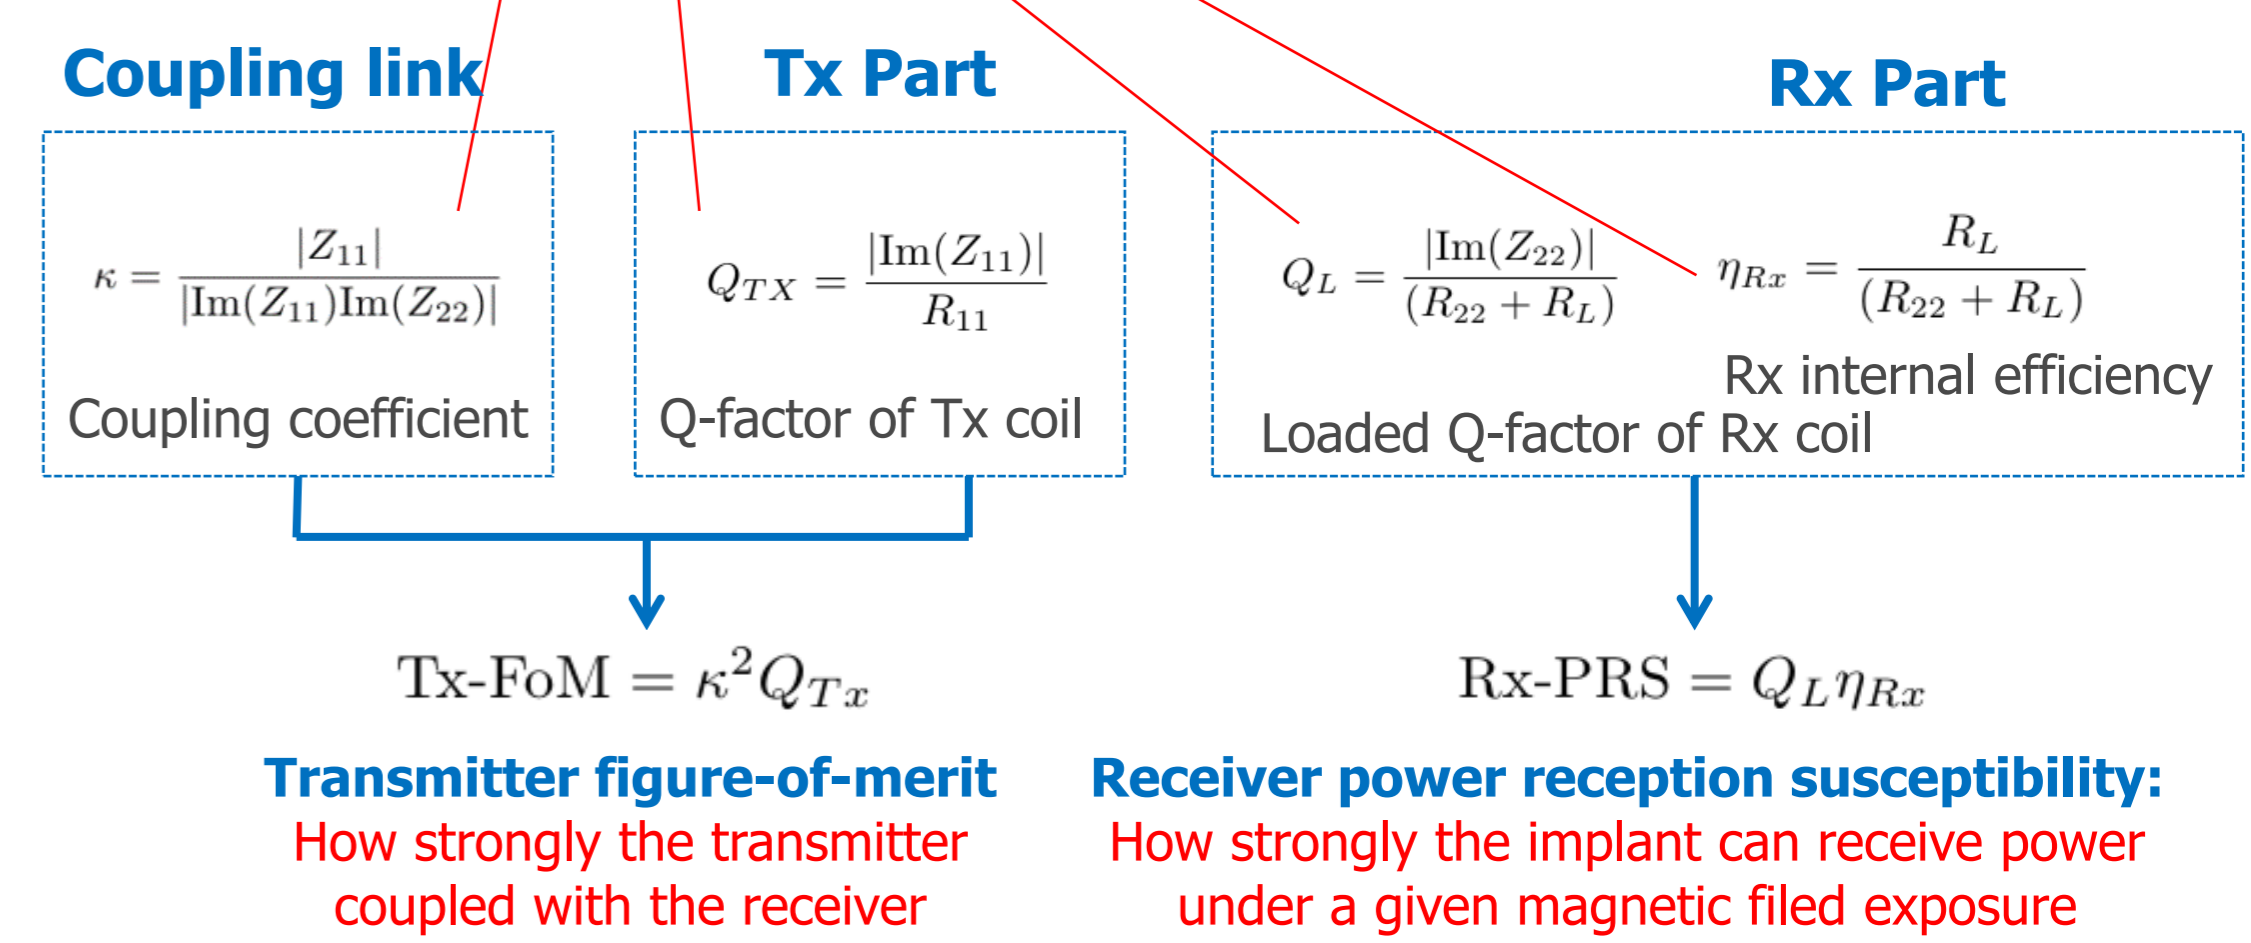 Coupling link
κ = |Z₁₁| / |Im(Z₁₁)Im(Z₂₂)|
Coupling coefficient
Tx Part
Q_TX = |Im(Z₁₁)| / R₁₁
Q-factor of Tx coil
Rx Part
Q_L = |Im(Z₂₂)| / (R₂₂ + R_L)
η_Rx = R_L / (R₂₂ + R_L)
Rx internal efficiency
Loaded Q-factor of Rx coil
Tx-FoM = κ²Q_Tx
Transmitter figure-of-merit
How strongly the transmitter
coupled with the receiver
Rx-PRS = Q_L η_Rx
Receiver power reception susceptibility:
How strongly the implant can receive power
under a given magnetic filed exposure